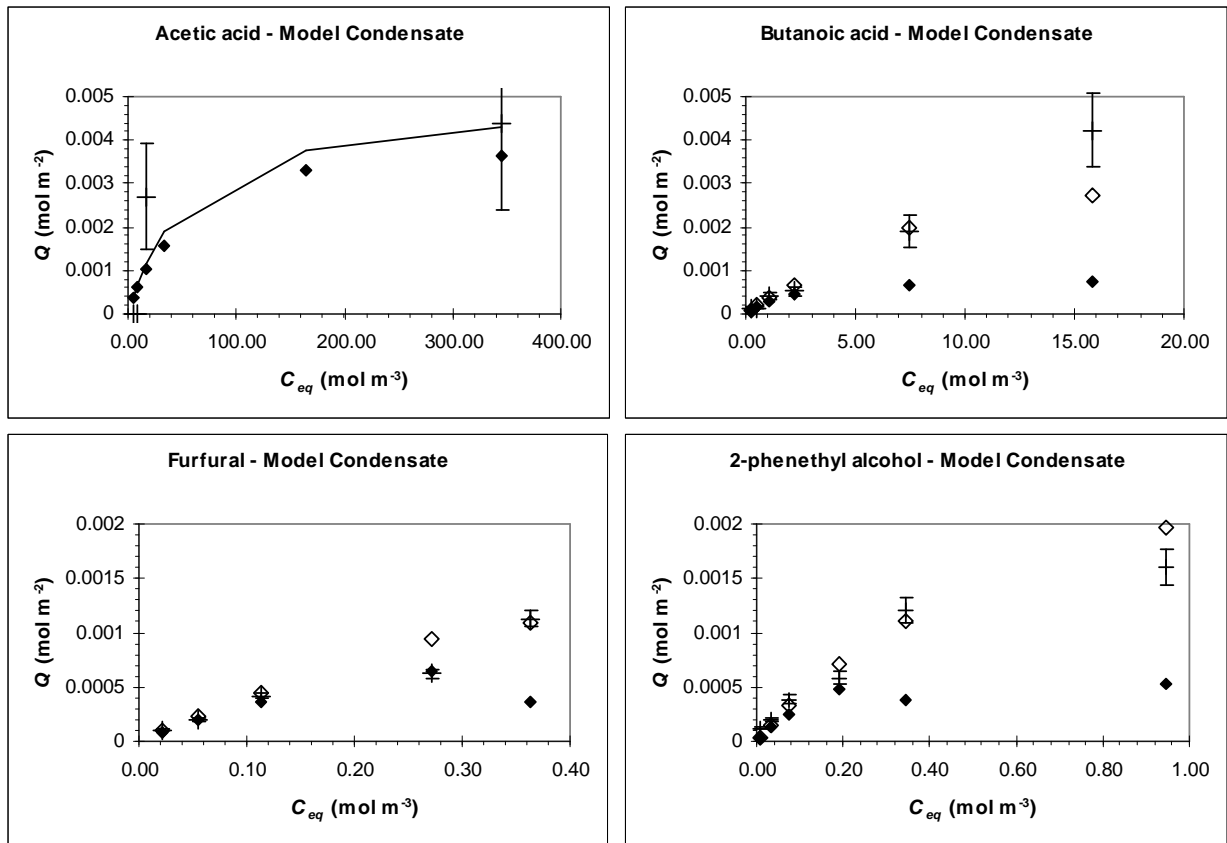 Acetic acid - Model Condensate
0.005
0.004
0.003
0.002
0.001
0
Q (mol m-2)
0.00 100.00 200.00 300.00 400.00
Ceq (mol m-3)
Butanoic acid - Model Condensate
0.005
0.004
0.003
0.002
0.001
0
Q (mol m-2)
0.00 5.00 10.00 15.00 20.00
Ceq (mol m-3)
Furfural - Model Condensate
0.002
0.0015
0.001
0.0005
0
Q (mol m-2)
0.00 0.10 0.20 0.30 0.40
Ceq (mol m-3)
2-phenethyl alcohol - Model Condensate
0.002
0.0015
0.001
0.0005
0
Q (mol m-2)
0.00 0.20 0.40 0.60 0.80 1.00
Ceq (mol m-3)